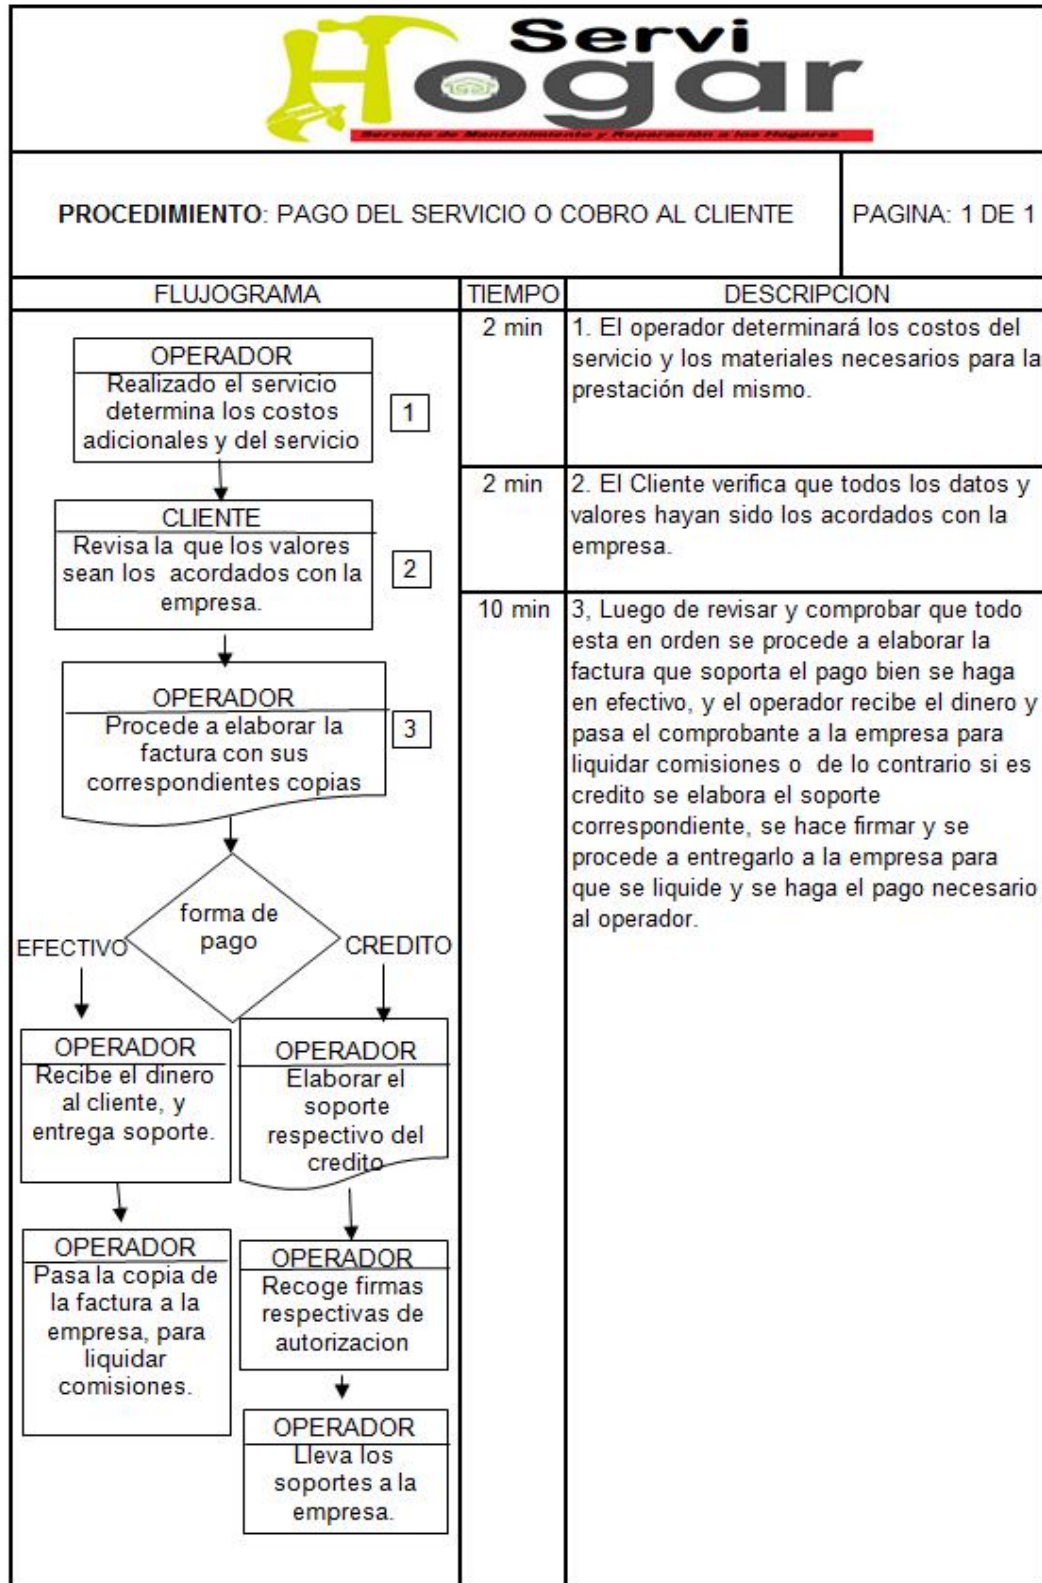 Servi
Hogar
Servicio de Mantenimiento y Reparación a los Hogares
PROCEDIMIENTO: PAGO DEL SERVICIO O COBRO AL CLIENTE
PAGINA: 1 DE 1
FLUJOGRAMA
TIEMPO
DESCRIPCION
OPERADOR
Realizado el servicio
determina los costos
adicionales y del servicio
1
2 min
1. El operador determinará los costos del
servicio y los materiales necesarios para la
prestación del mismo.
CLIENTE
Revisa la que los valores
sean los acordados con la
empresa.
2
2 min
2. El Cliente verifica que todos los datos y
valores hayan sido los acordados con la
empresa.
OPERADOR
Procede a elaborar la
factura con sus
correspondientes copias
3
10 min
3, Luego de revisar y comprobar que todo
esta en orden se procede a elaborar la
factura que soporta el pago bien se haga
en efectivo, y el operador recibe el dinero y
pasa el comprobante a la empresa para
liquidar comisiones o de lo contrario si es
credito se elabora el soporte
correspondiente, se hace firmar y se
procede a entregarlo a la empresa para
que se liquide y se haga el pago necesario
al operador.
forma de
pago
EFECTIVO
CREDITO
OPERADOR
Recibe el dinero
al cliente, y
entrega soporte.
OPERADOR
Pasa la copia de
la factura a la
empresa, para
liquidar
comisiones.
OPERADOR
Elaborar el
soporte
respectivo del
credito
OPERADOR
Recoge firmas
respectivas de
autorizacion
OPERADOR
Lleva los
soportes a la
empresa.